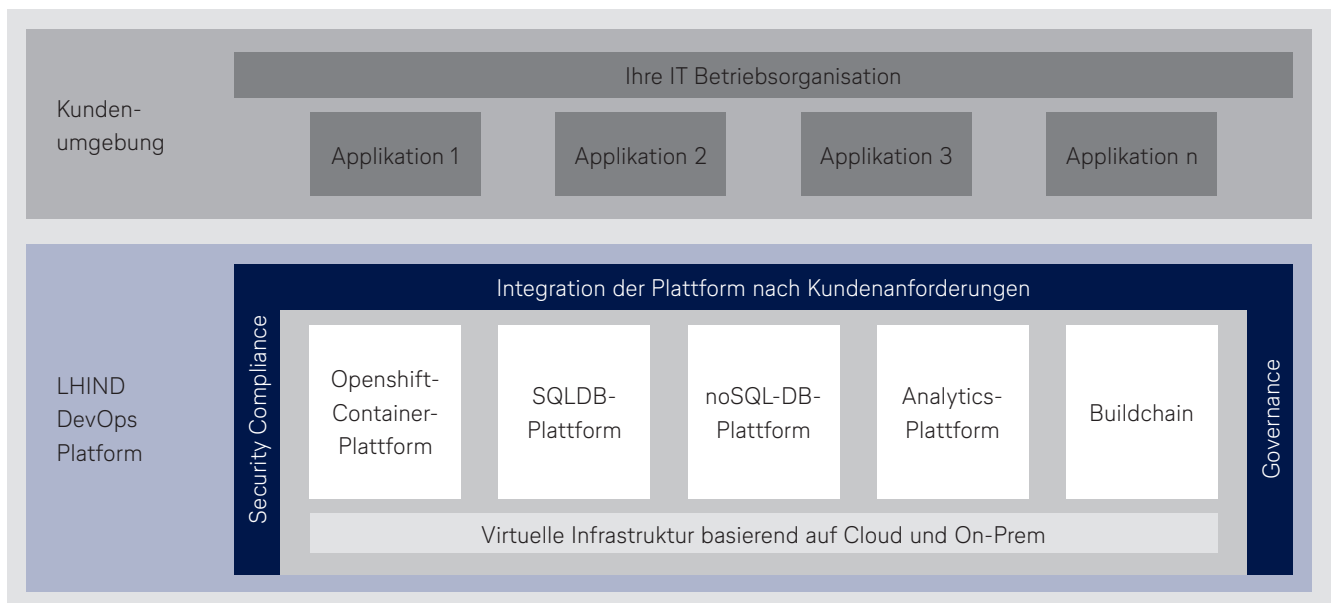 Ihre IT Betriebsorganisation
Kunden-
umgebung
Applikation 1
Applikation 2
Applikation 3
Applikation n
Integration der Plattform nach Kundenanforderungen
LHIND
DevOps
Platform
Security Compliance
Openshift-
Container-
Plattform
SQLDB-
Plattform
noSQL-DB-
Plattform
Analytics-
Plattform
Buildchain
Governance
Virtuelle Infrastruktur basierend auf Cloud und On-Prem